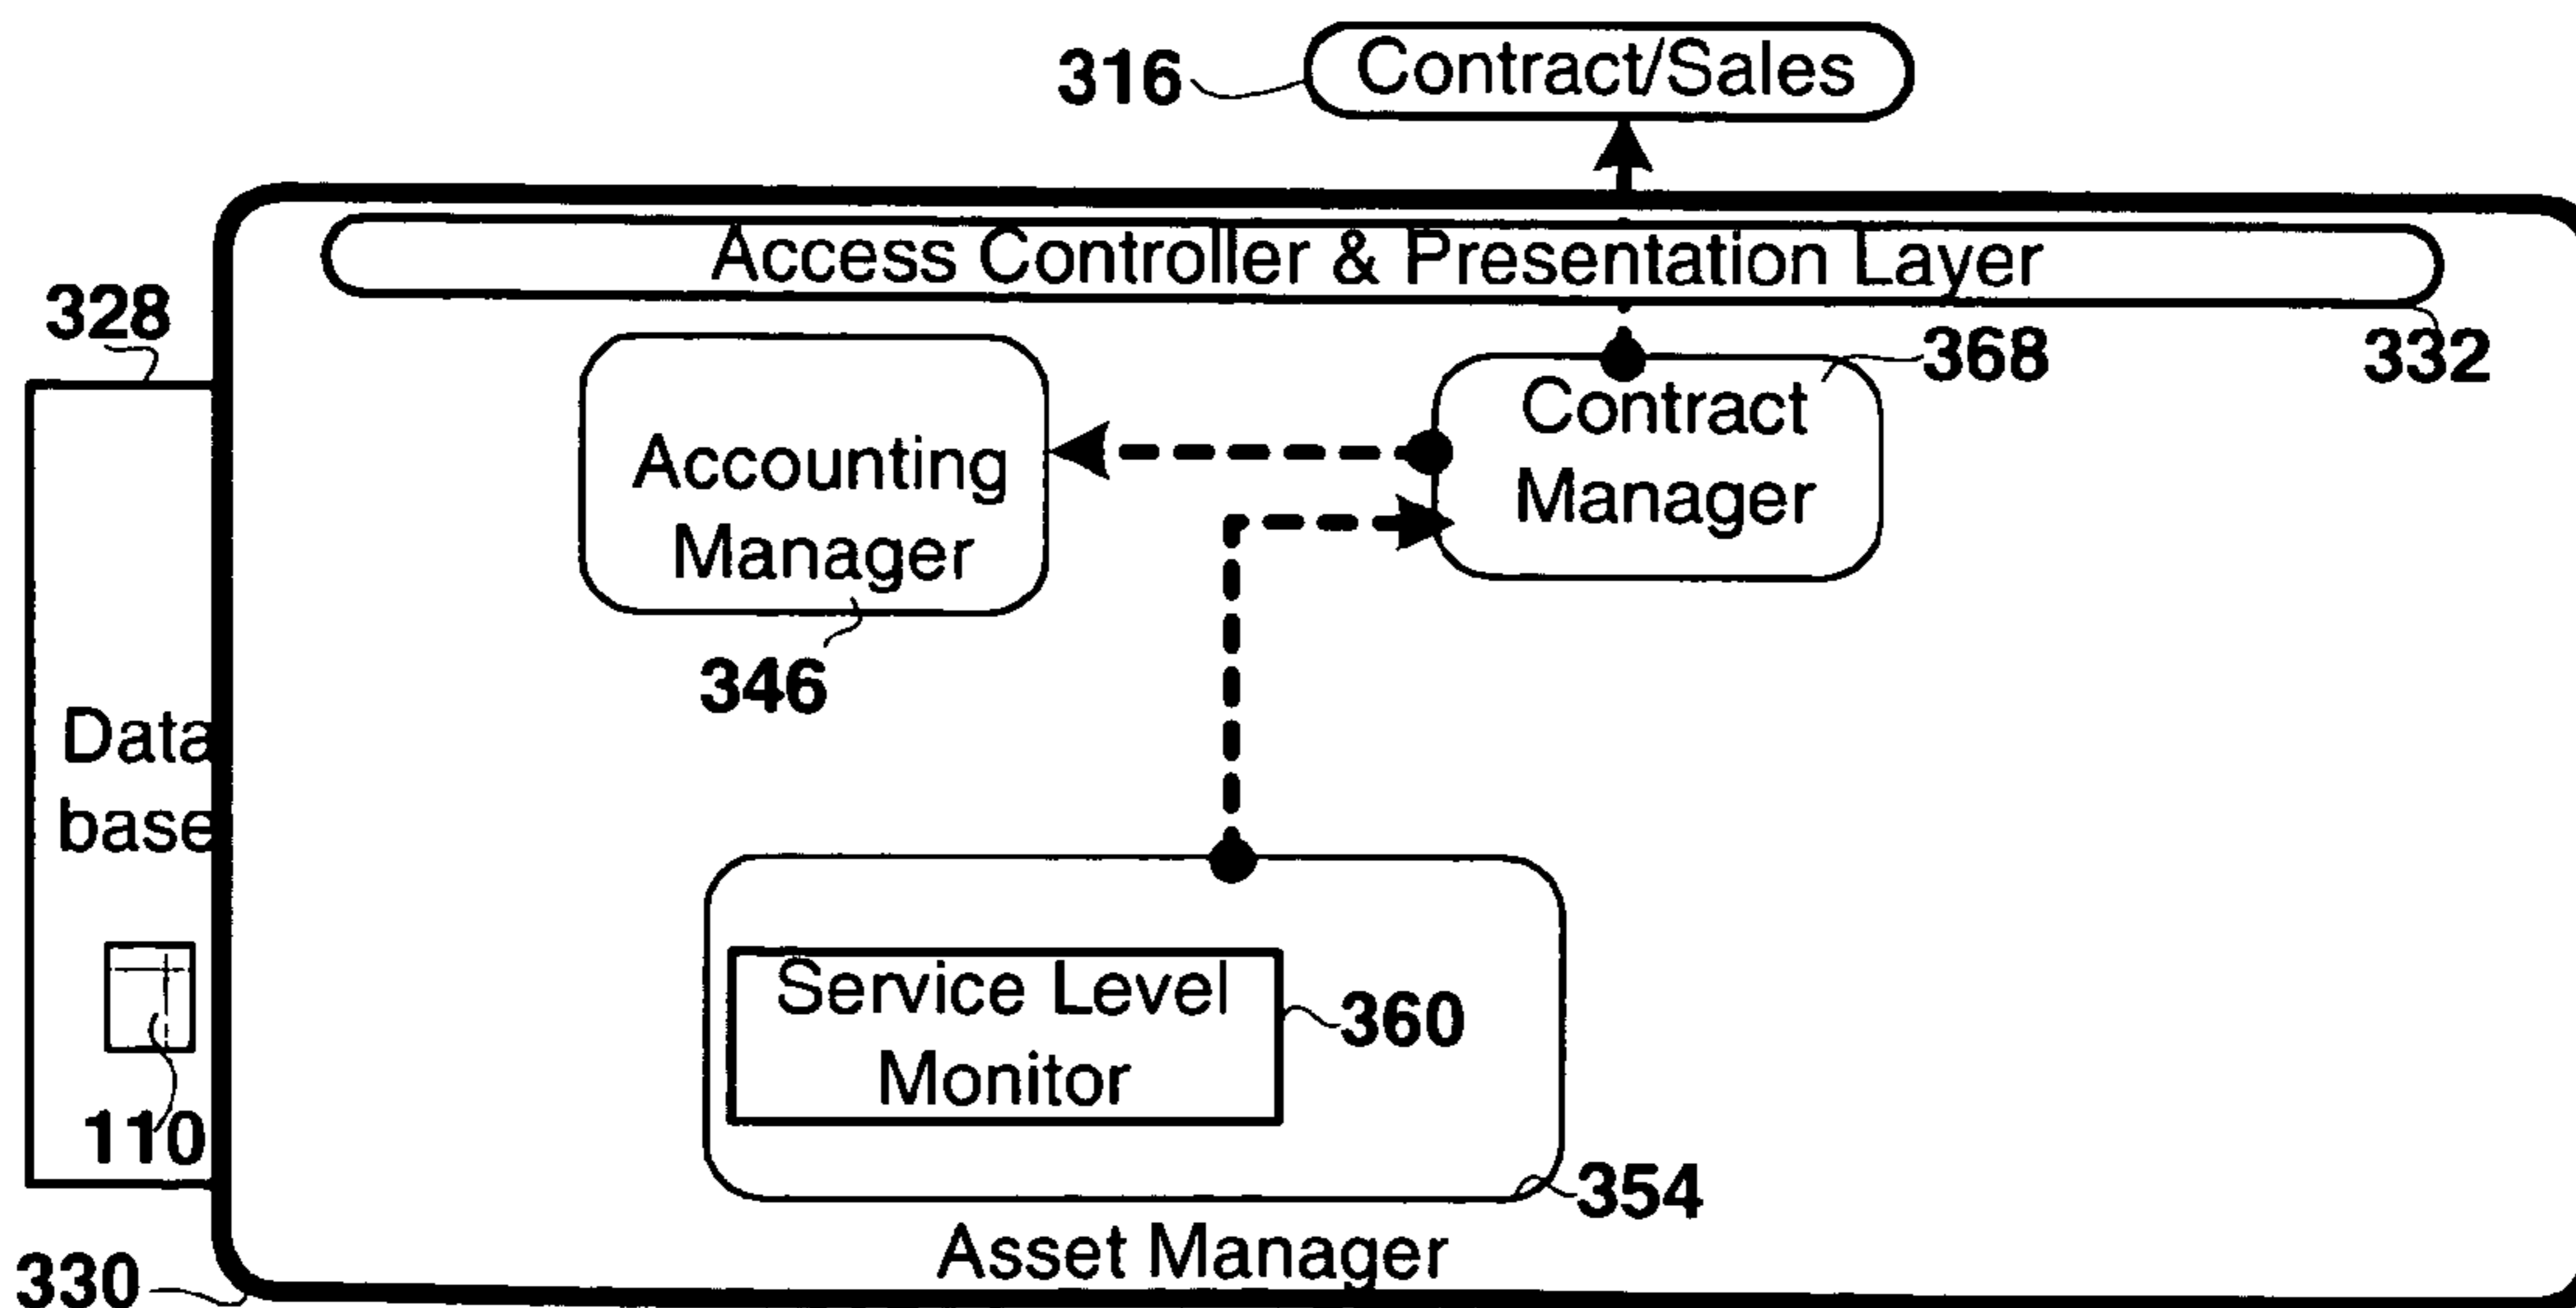 316
Contract/Sales
Access Controller & Presentation Layer
328
332
368
Contract
Manager
Accounting
Manager
346
Data
base
Service Level
Monitor
360
110
354
Asset Manager
330